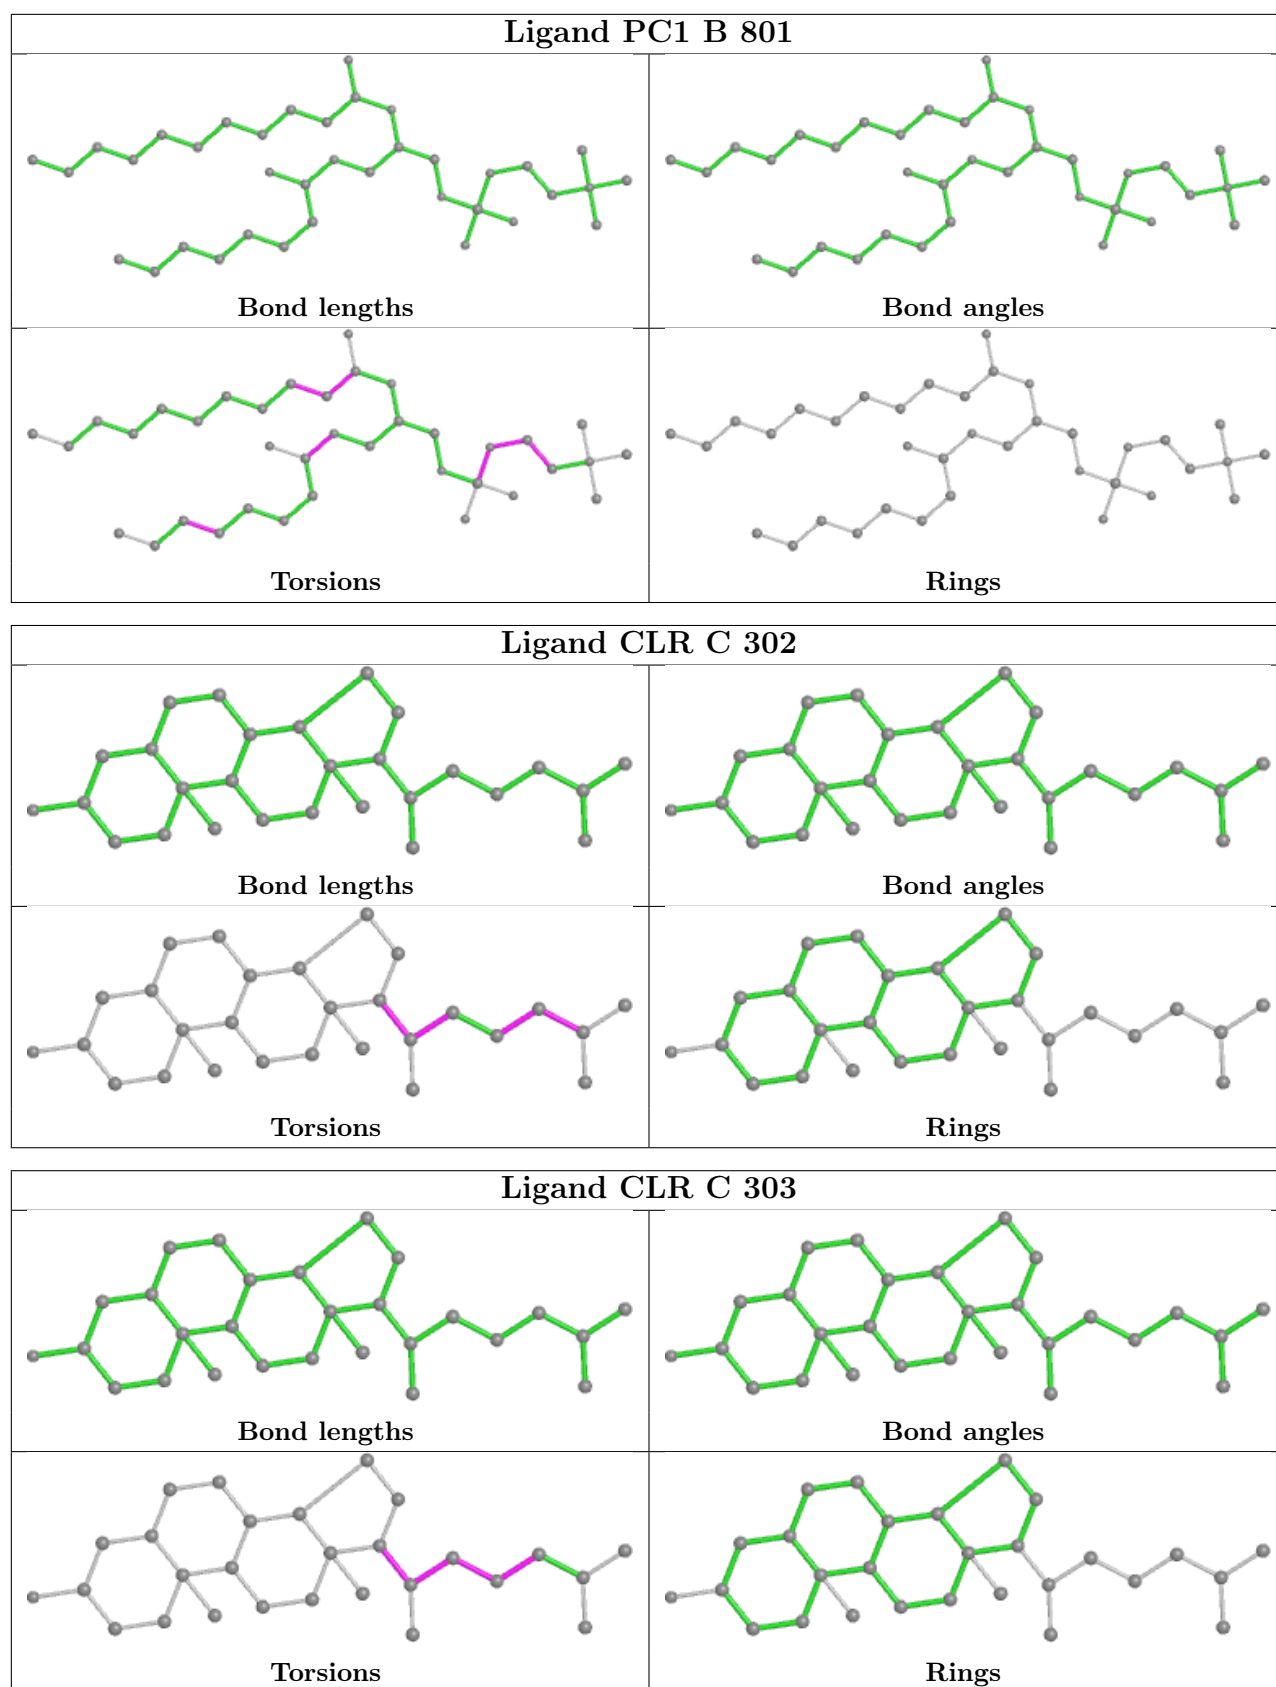 Ligand PC1 B 801
Bond lengths
Bond angles
Torsions
Rings
Ligand CLR C 302
Bond lengths
Bond angles
Torsions
Rings
Ligand CLR C 303
Bond lengths
Bond angles
Torsions
Rings